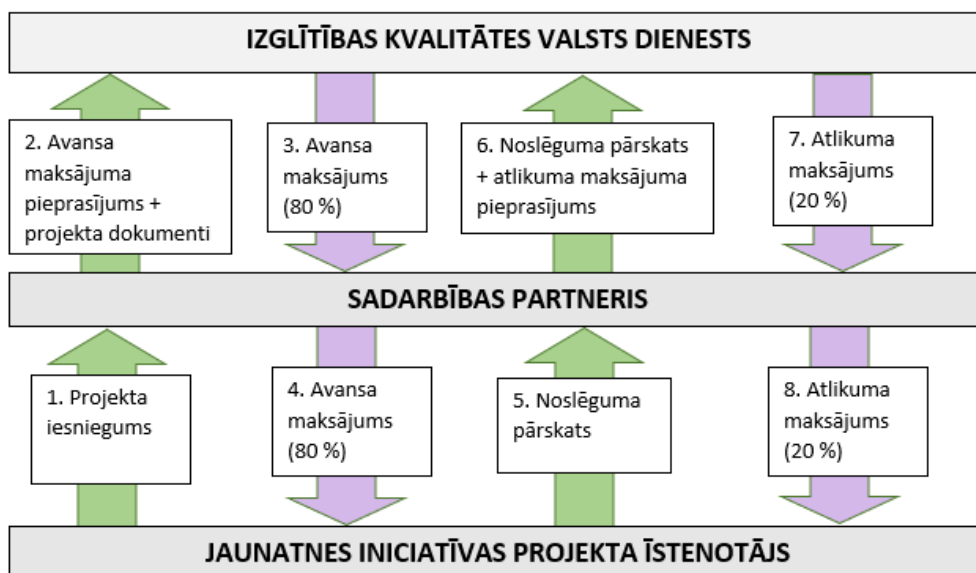 IZGLĪTĪBAS KVALITĀTES VALSTS DIENESTS
2. Avansa
maksājuma
pieprasījums +
projekta dokumenti
3. Avansa
maksājums
(80 %)
6. Noslēguma pārskats
+ atlikuma maksājuma
pieprasījums
7. Atlikuma
maksājums
(20 %)
SADARBĪBAS PARTNERIS
1. Projekta
iesniegums
4. Avansa
maksājums
(80 %)
5. Noslēguma
pārskats
8. Atlikuma
maksājums
(20 %)
JAUNATNES INICIATĪVAS PROJEKTA ĪSTENOTĀJS